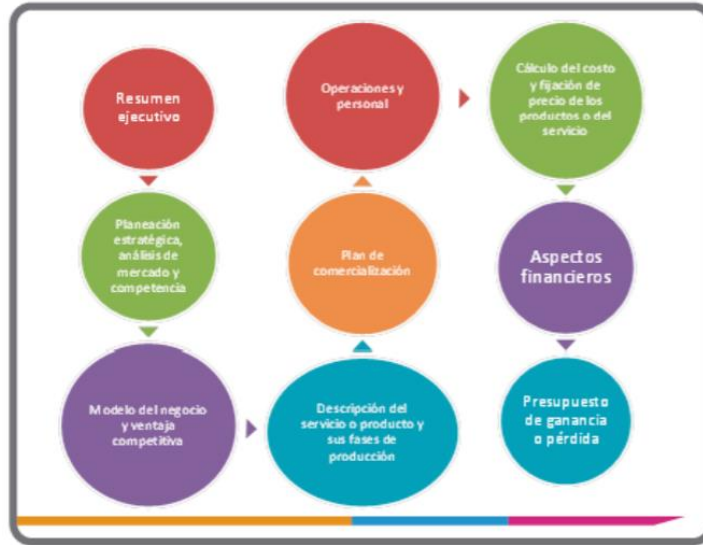 Resumen
ejecutivo
Planeación
estratégica,
análisis de
mercado y
competencia
Modelo del negocio
y ventaja
competitiva
Descripción del
servicio o producto y
sus fases de
producción
Plan de
comercialización
Operaciones y
personal
Cálculo del costo
y fijación de
precio de los
productos o del
servicio
Aspectos
financieros
Presupuesto
de ganancia
o pérdida